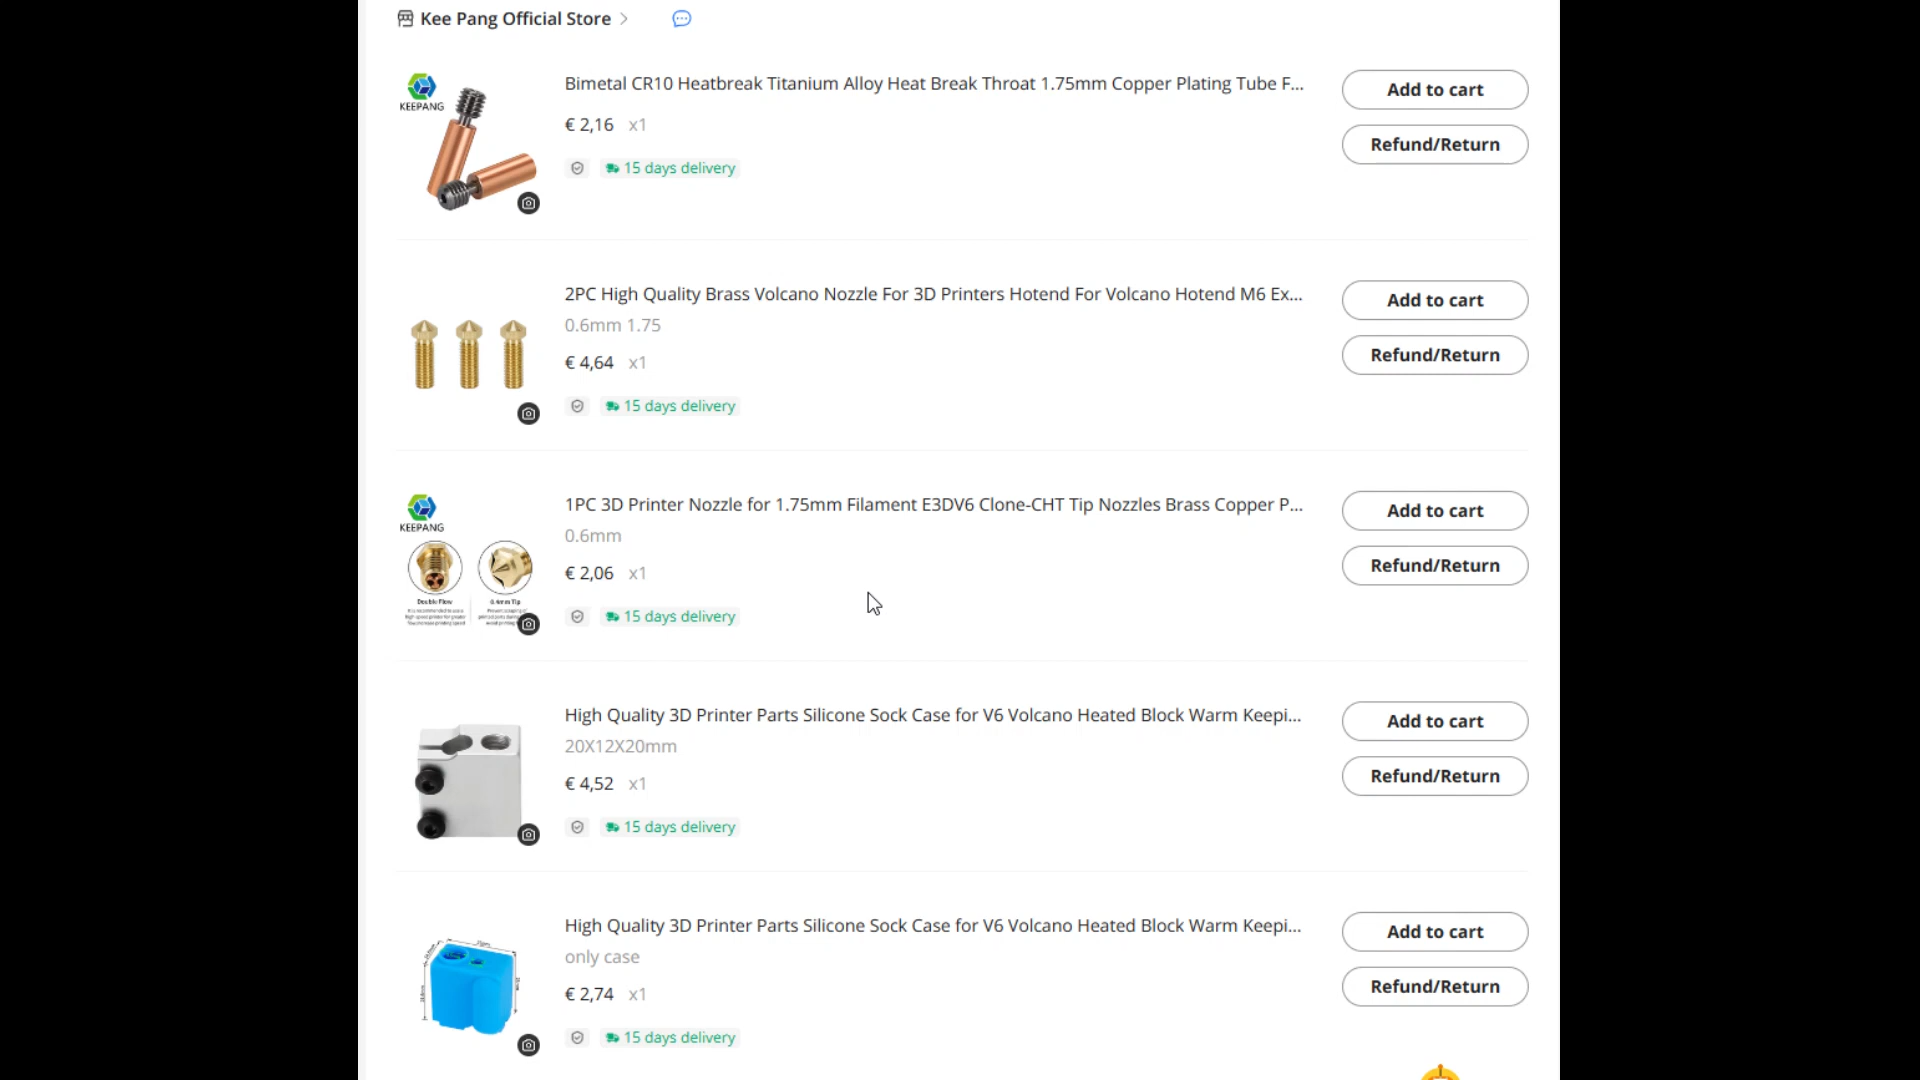 Kee Pang Official Store
KEEPANG
Bimetal CR10 Heatbreak Titanium Alloy Heat Break Throat 1.75mm Copper Plating Tube F...
€ 2,16 x1
15 days delivery
Add to cart
Refund/Return
2PC High Quality Brass Volcano Nozzle For 3D Printers Hotend For Volcano Hotend M6 Ex...
0.6mm 1.75
€ 4,64 x1
15 days delivery
Add to cart
Refund/Return
KEEPANG
Double Flow
0.4mm Tip
1PC 3D Printer Nozzle for 1.75mm Filament E3DV6 Clone-CHT Tip Nozzles Brass Copper P...
0.6mm
€ 2,06 x1
15 days delivery
Add to cart
Refund/Return
High Quality 3D Printer Parts Silicone Sock Case for V6 Volcano Heated Block Warm Keepi...
20X12X20mm
€ 4,52 x1
15 days delivery
Add to cart
Refund/Return
High Quality 3D Printer Parts Silicone Sock Case for V6 Volcano Heated Block Warm Keepi...
only case
€ 2,74 x1
15 days delivery
Add to cart
Refund/Return